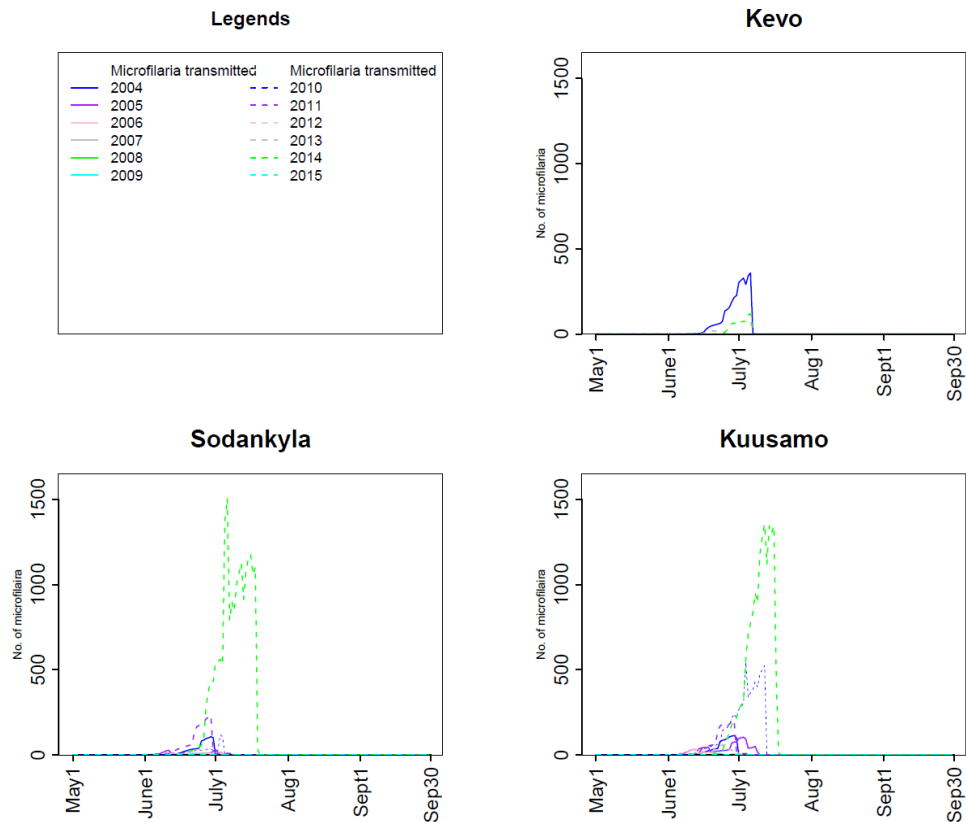 Legends
Microfilaria transmitted Microfilaria transmitted
2004 2010
2005 2011
2006 2012
2007 2013
2008 2014
2009 2015
Kevo
No. of microfilaria
1500
1000
500
0
May1 June1 July1 Aug1 Sept1 Sep30
Sodankyla
No. of microfilaira
1500
1000
500
0
May1 June1 July1 Aug1 Sept1 Sep30
Kuusamo
No. of microfilaria
1500
1000
500
0
May1 June1 July1 Aug1 Sept1 Sep30